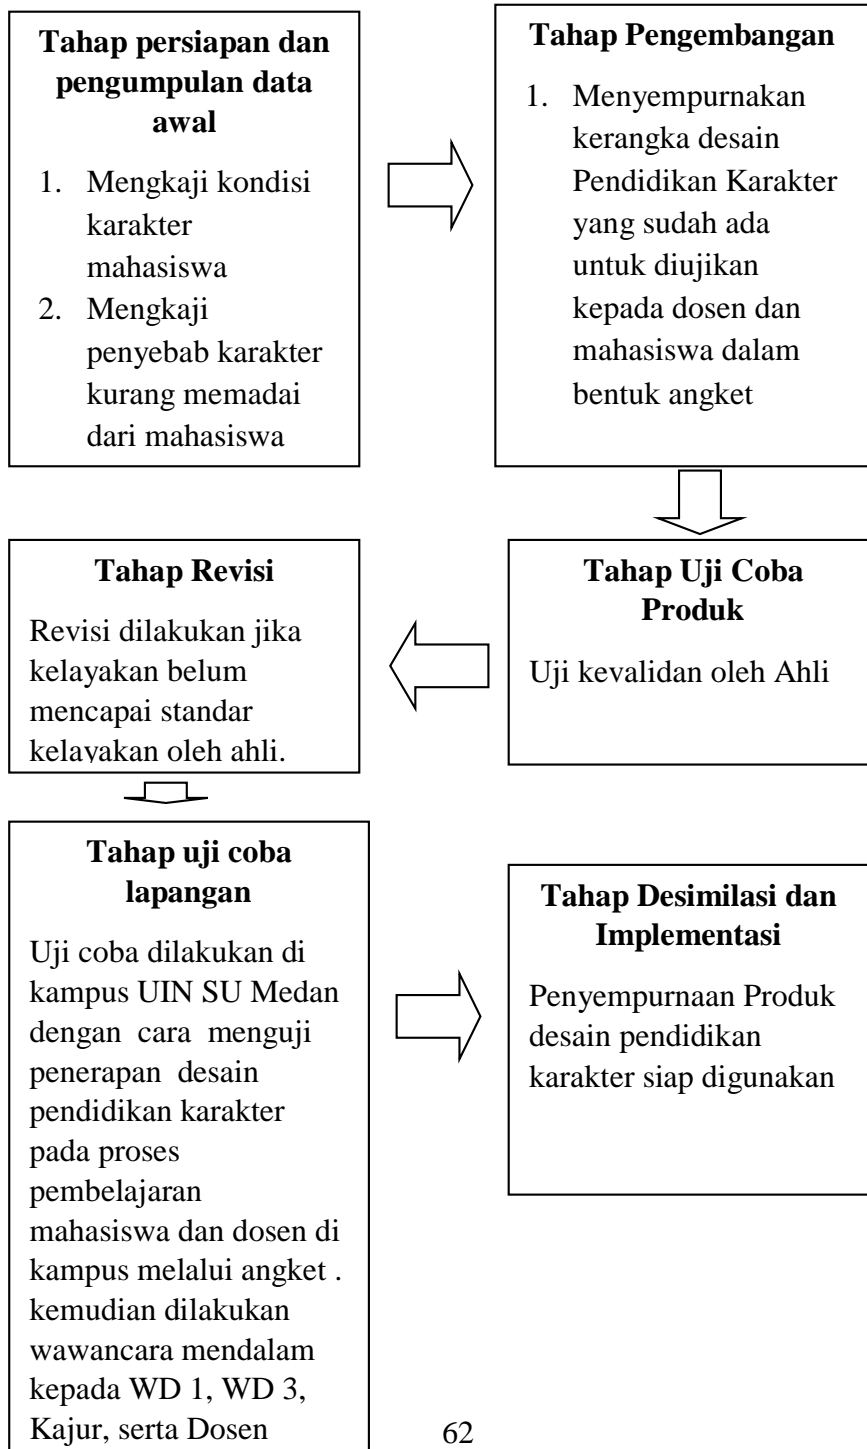 Tahap persiapan dan
pengumpulan data
awal
1. Mengkaji kondisi
karakter
mahasiswa
2. Mengkaji
penyebab karakter
kurang memadai
dari mahasiswa
Tahap Pengembangan
1. Menyempurnakan
kerangka desain
Pendidikan Karakter
yang sudah ada
untuk diujikan
kepada dosen dan
mahasiswa dalam
bentuk angket
Tahap Uji Coba
Produk
Uji kevalidan oleh Ahli
Tahap Revisi
Revisi dilakukan jika
kelayakan belum
mencapai standar
kelayakan oleh ahli.
Tahap uji coba
lapangan
Uji coba dilakukan di
kampus UIN SU Medan
dengan cara menguji
penerapan desain
pendidikan karakter
pada proses
pembelajaran
mahasiswa dan dosen di
kampus melalui angket .
kemudian dilakukan
wawancara mendalam
kepada WD 1, WD 3,
Kajur, serta Dosen
Tahap Desimilasi dan
Implementasi
Penyempurnaan Produk
desain pendidikan
karakter siap digunakan
62